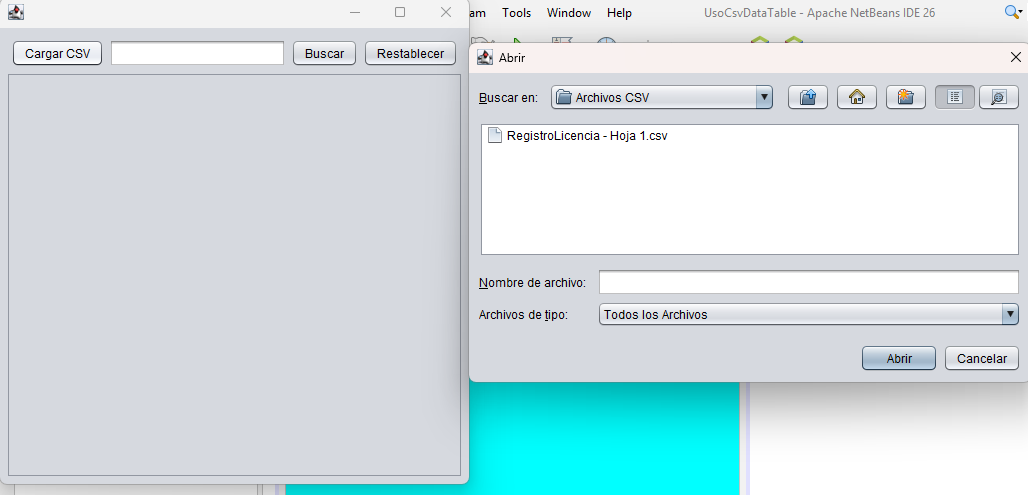 am Tools Window Help UsoCsvDataTable - Apache NetBeans IDE 26
Cargar CSV Buscar Restablecer
Abrir
Buscar en: Archivos CSV
RegistroLicencia - Hoja 1.csv
Nombre de archivo:
Archivos de tipo: Todos los Archivos
Abrir Cancelar